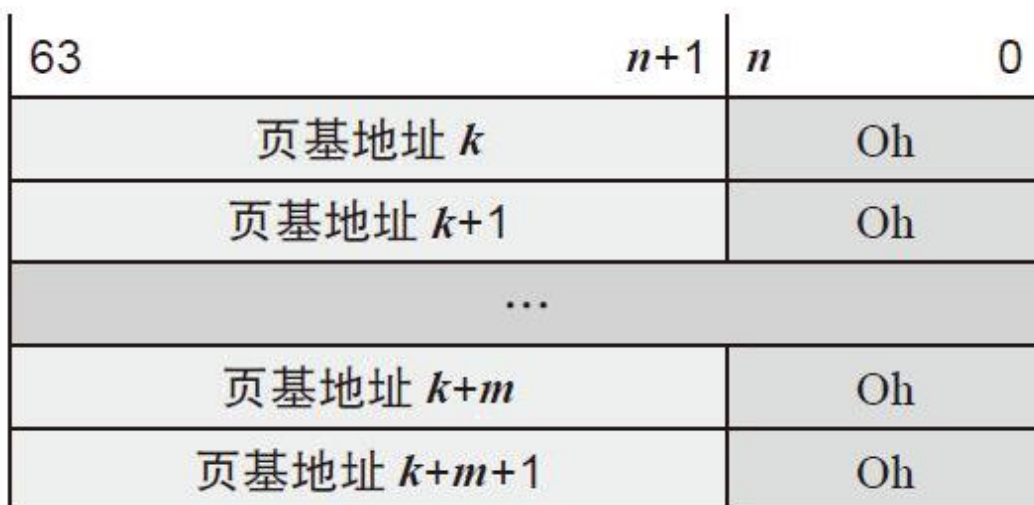 63 n+1 n 0
页基地址 k Oh
页基地址 k+1 Oh
…
页基地址 k+m Oh
页基地址 k+m+1 Oh